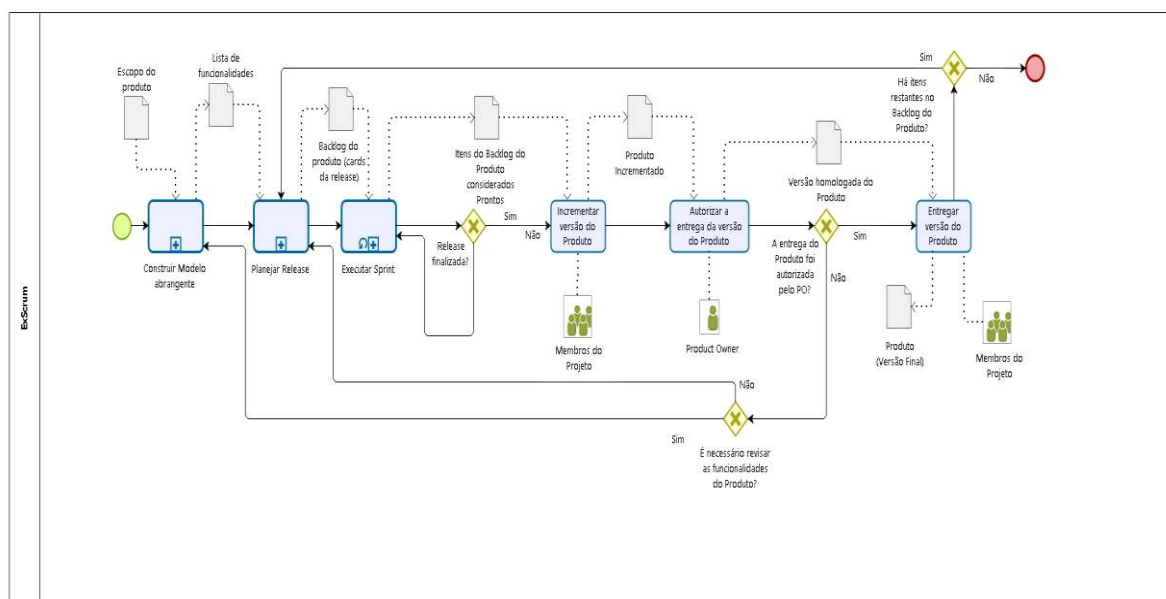 ExScrum
Escopo do
produto
Lista de
funcionalidades
Backlog do
produto (cards
da release)
Itens do Backlog do
Produto
considerados
Prontos
Produto
Incrementado
Versão homologada do
Produto
Sim
Não
Há itens
restantes no
Backlog do
Produto?
Construir Modelo
abrangente
Planejar Release
Executar Sprint
Release
finalizada?
Sim
Não
Incrementar
versão do
Produto
Autorizar a
entrega da versão
do Produto
A entrega do
Produto foi
autorizada
pelo PO?
Sim
Não
Entregar
versão do
Produto
Membros do
Projeto
Product Owner
Produto
(Versão Final)
Membros do
Projeto
Não
Sim
É necessário revisar
as funcionalidades
do Produto?